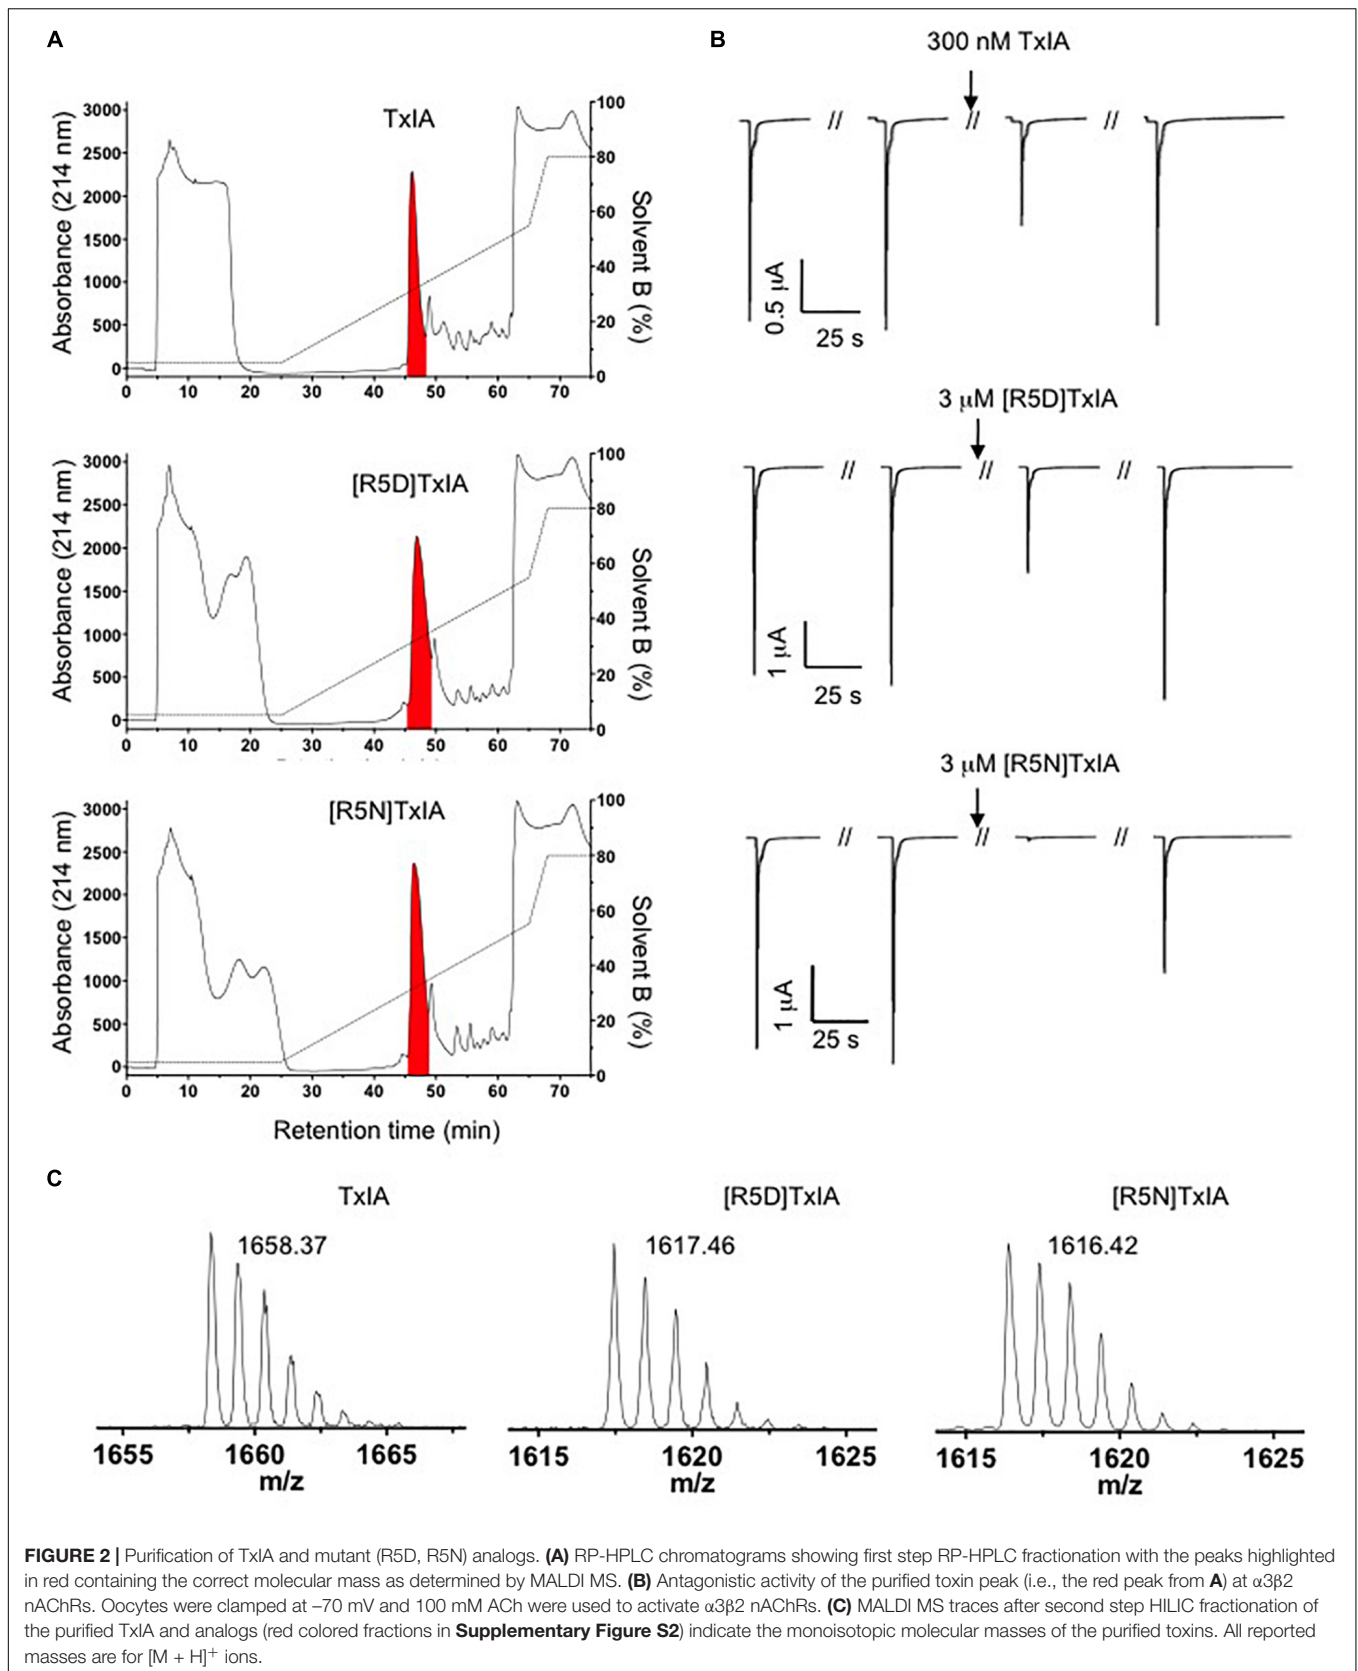 A
B
300 nM TxIA
TxIA
3000
2500
2000
1500
1000
500
0
Absorbance (214 nm)
100
80
60
40
20
0
Solvent B (%)
0 10 20 30 40 50 60 70
// // //
0.5 µA
25 s
3 µM [R5D]TxIA
[R5D]TxIA
3000
2500
2000
1500
1000
500
0
Absorbance (214 nm)
100
80
60
40
20
0
Solvent B (%)
0 10 20 30 40 50 60 70
// // //
1 µA
25 s
3 µM [R5N]TxIA
[R5N]TxIA
3000
2500
2000
1500
1000
500
0
Absorbance (214 nm)
100
80
60
40
20
0
Solvent B (%)
0 10 20 30 40 50 60 70
Retention time (min)
// // //
1 µA
25 s
C
TxIA [R5D]TxIA [R5N]TxIA
1658.37 1617.46 1616.42
1655 1660 1665 1615 1620 1625 1615 1620 1625
m/z m/z m/z
FIGURE 2 | Purification of TxIA and mutant (R5D, R5N) analogs. (A) RP-HPLC chromatograms showing first step RP-HPLC fractionation with the peaks highlighted
in red containing the correct molecular mass as determined by MALDI MS. (B) Antagonistic activity of the purified toxin peak (i.e., the red peak from A) at α3β2
nAChRs. Oocytes were clamped at –70 mV and 100 mM ACh were used to activate α3β2 nAChRs. (C) MALDI MS traces after second step HILIC fractionation of
the purified TxIA and analogs (red colored fractions in Supplementary Figure S2) indicate the monoisotopic molecular masses of the purified toxins. All reported
masses are for [M + H]⁺ ions.